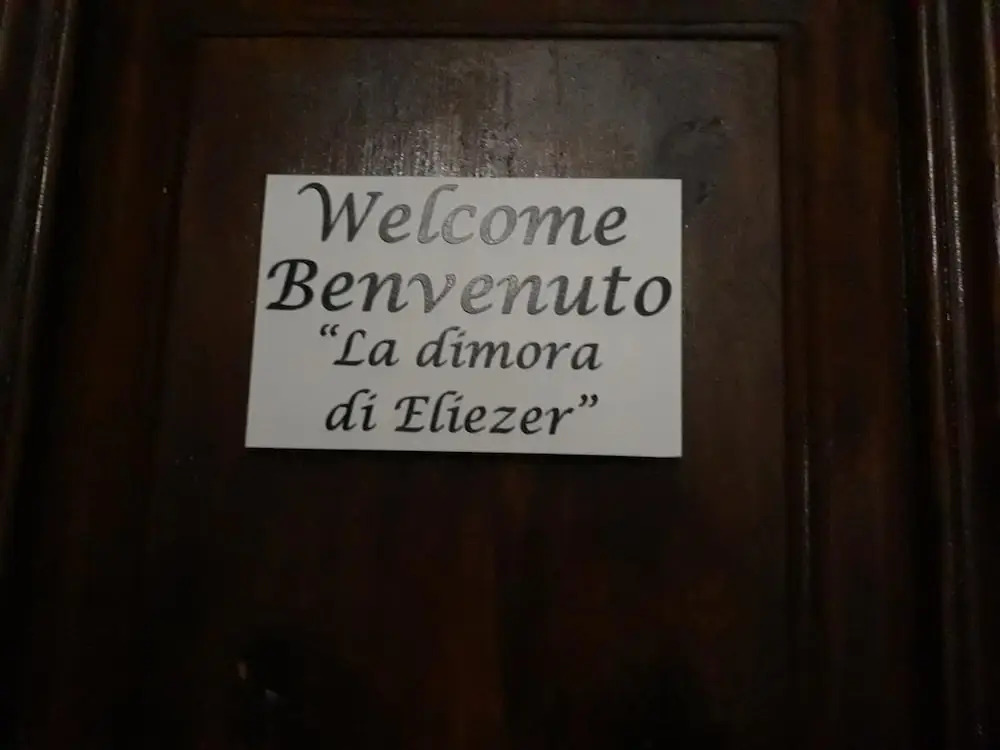 Welcome
Benvenuto
“La dimora
di Eliezer”